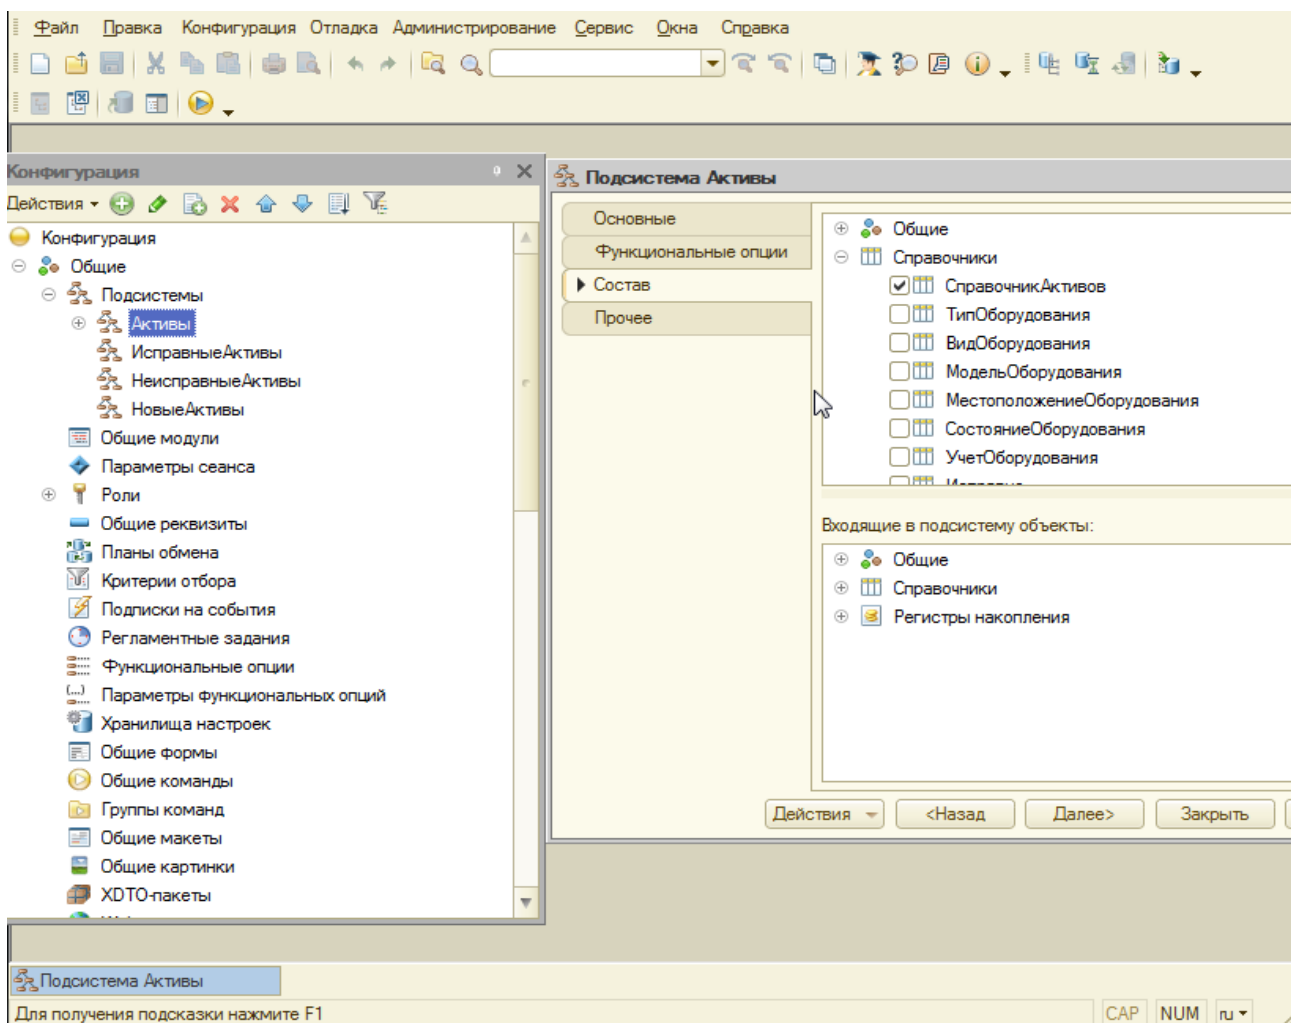 Файл Правка Конфигурация Отладка Администрирование Сервис Окна Справка
Конфигурация
Действия
Конфигурация
Общие
Подсистемы
Активы
ИсправныеАктивы
НеисправныеАктивы
НовыеАктивы
Общие модули
Параметры сеанса
Роли
Общие реквизиты
Планы обмена
Критерии отбора
Подписки на события
Регламентные задания
Функциональные опции
Параметры функциональных опций
Хранилища настроек
Общие формы
Общие команды
Группы команд
Общие макеты
Общие картинки
XDTO-пакеты
Подсистема Активы
Основные
Функциональные опции
Состав
Прочее
Общие
Справочники
СправочникАктивов
ТипОборудования
ВидОборудования
МодельОборудования
МестоположениеОборудования
СостояниеОборудования
УчетОборудования
Входящие в подсистему объекты:
Общие
Справочники
Регистры накопления
Действия <Назад Далее> Закрыть
Подсистема Активы
Для получения подсказки нажмите F1 CAP NUM ru